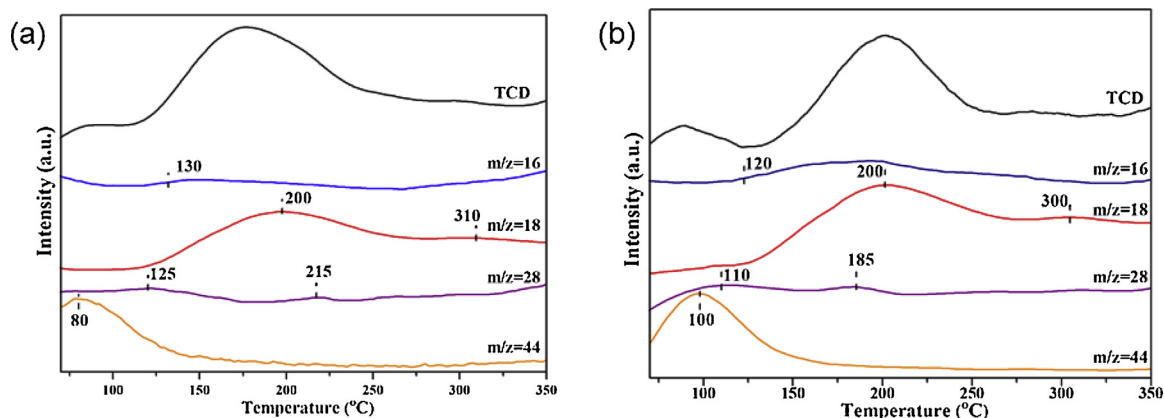 (a)
TCD
m/z=16
130
200
310
m/z=18
125
215
m/z=28
80
m/z=44
Intensity (a.u.)
100 150 200 250 300 350
Temperature (°C)
(b)
TCD
120
m/z=16
200
300
m/z=18
110
185
m/z=28
100
m/z=44
Intensity (a.u.)
100 150 200 250 300 350
Temperature (°C)